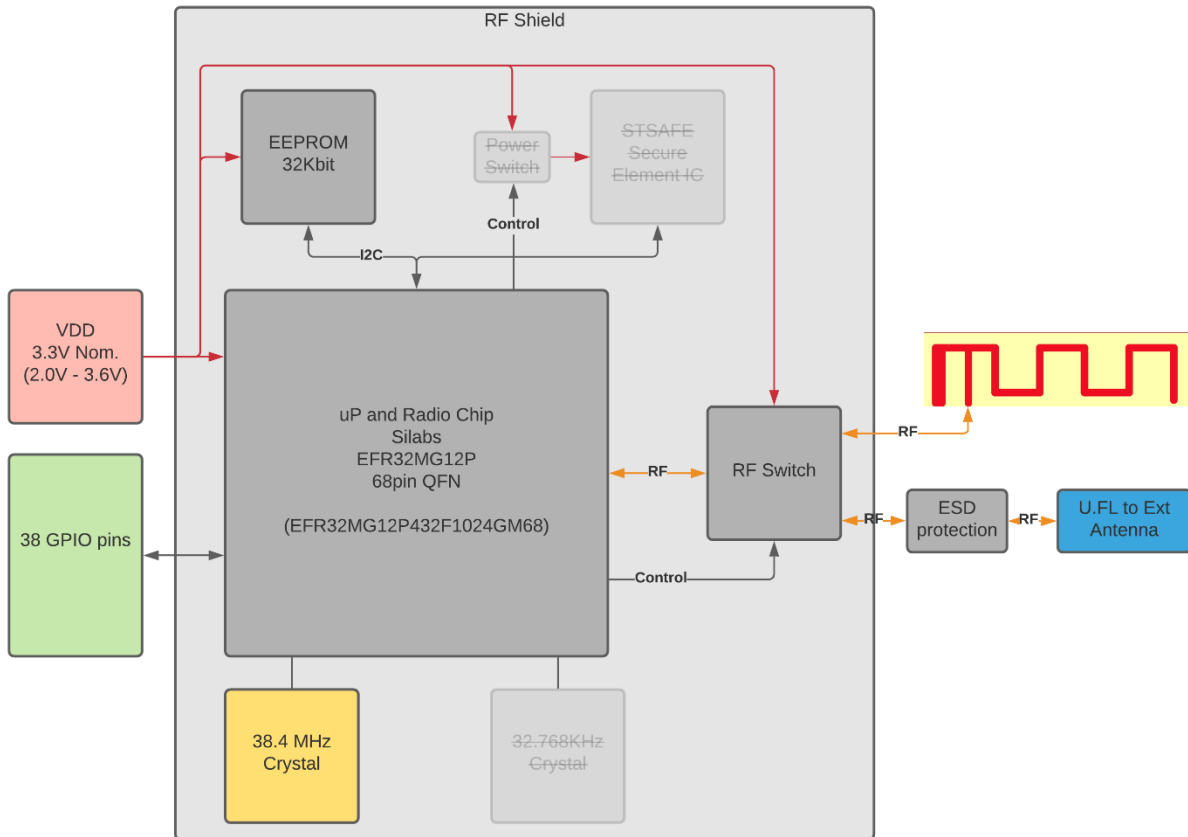 RF Shield
EEPROM
32Kbit
Power
Switch
STSAFE
Secure
Element IC
Control
I2C
VDD
3.3V Nom.
(2.0V - 3.6V)
uP and Radio Chip
Silabs
EFR32MG12P
68pin QFN
(EFR32MG12P432F1024GM68)
RF
RF Switch
RF
RF
ESD
protection
RF
U.FL to Ext
Antenna
38 GPIO pins
Control
38.4 MHz
Crystal
32.768KHz
Crystal